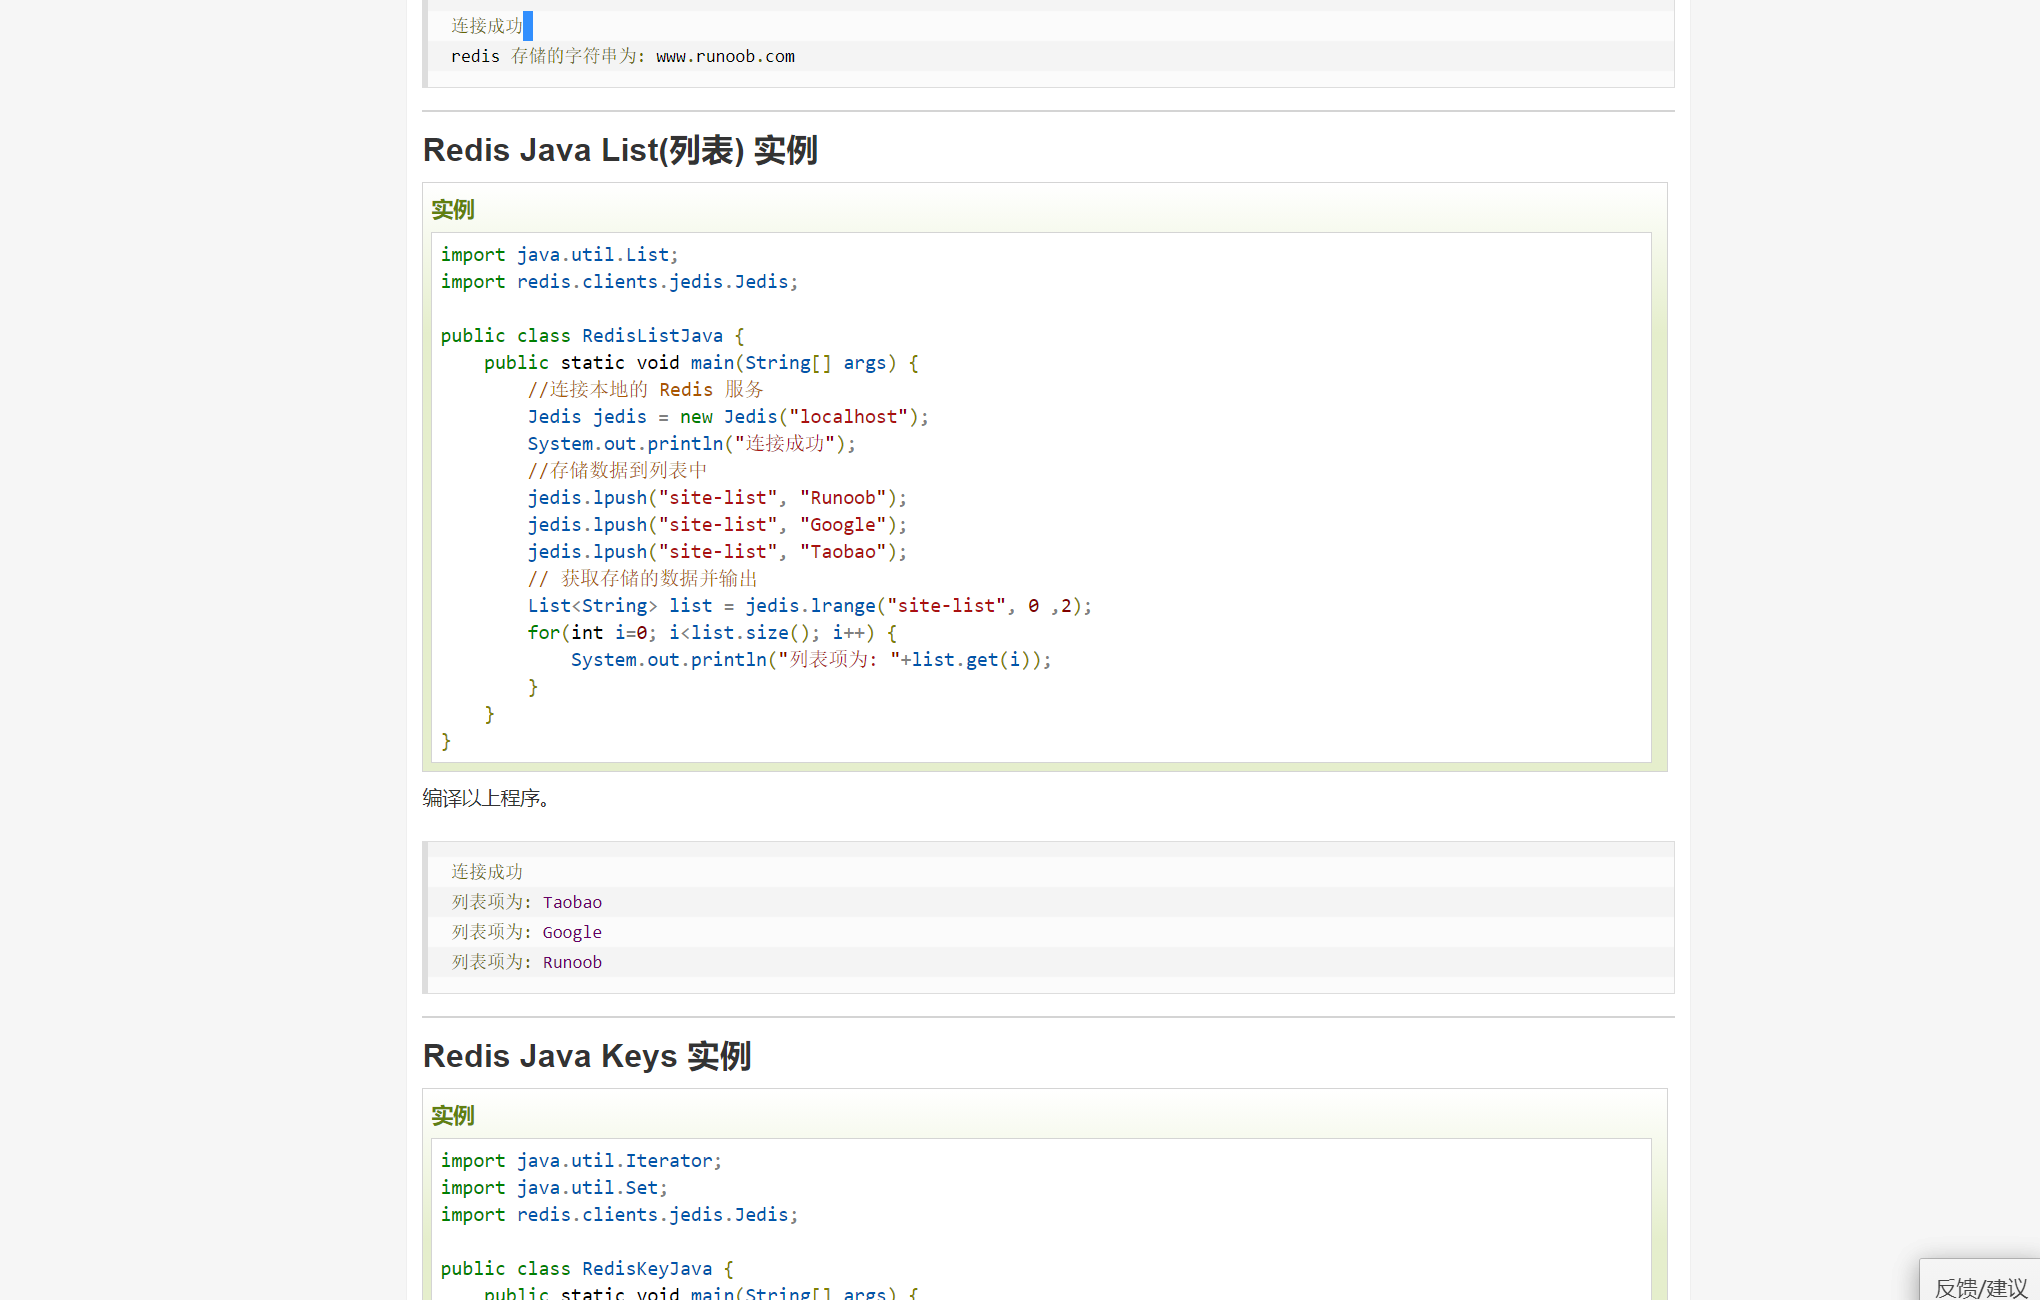 连接成功
redis 存储的字符串为: www.runoob.com
Redis Java List(列表) 实例
实例
import java.util.List;
import redis.clients.jedis.Jedis;
public class RedisListJava {
    public static void main(String[] args) {
        //连接本地的 Redis 服务
        Jedis jedis = new Jedis("localhost");
        System.out.println("连接成功");
        //存储数据到列表中
        jedis.lpush("site-list", "Runoob");
        jedis.lpush("site-list", "Google");
        jedis.lpush("site-list", "Taobao");
        // 获取存储的数据并输出
        List<String> list = jedis.lrange("site-list", 0 ,2);
        for(int i=0; i<list.size(); i++) {
            System.out.println("列表项为: "+list.get(i));
        }
    }
}
编译以上程序。
连接成功
列表项为: Taobao
列表项为: Google
列表项为: Runoob
Redis Java Keys 实例
实例
import java.util.Iterator;
import java.util.Set;
import redis.clients.jedis.Jedis;
public class RedisKeyJava {
    public static void main(String[] args) {
反馈/建议